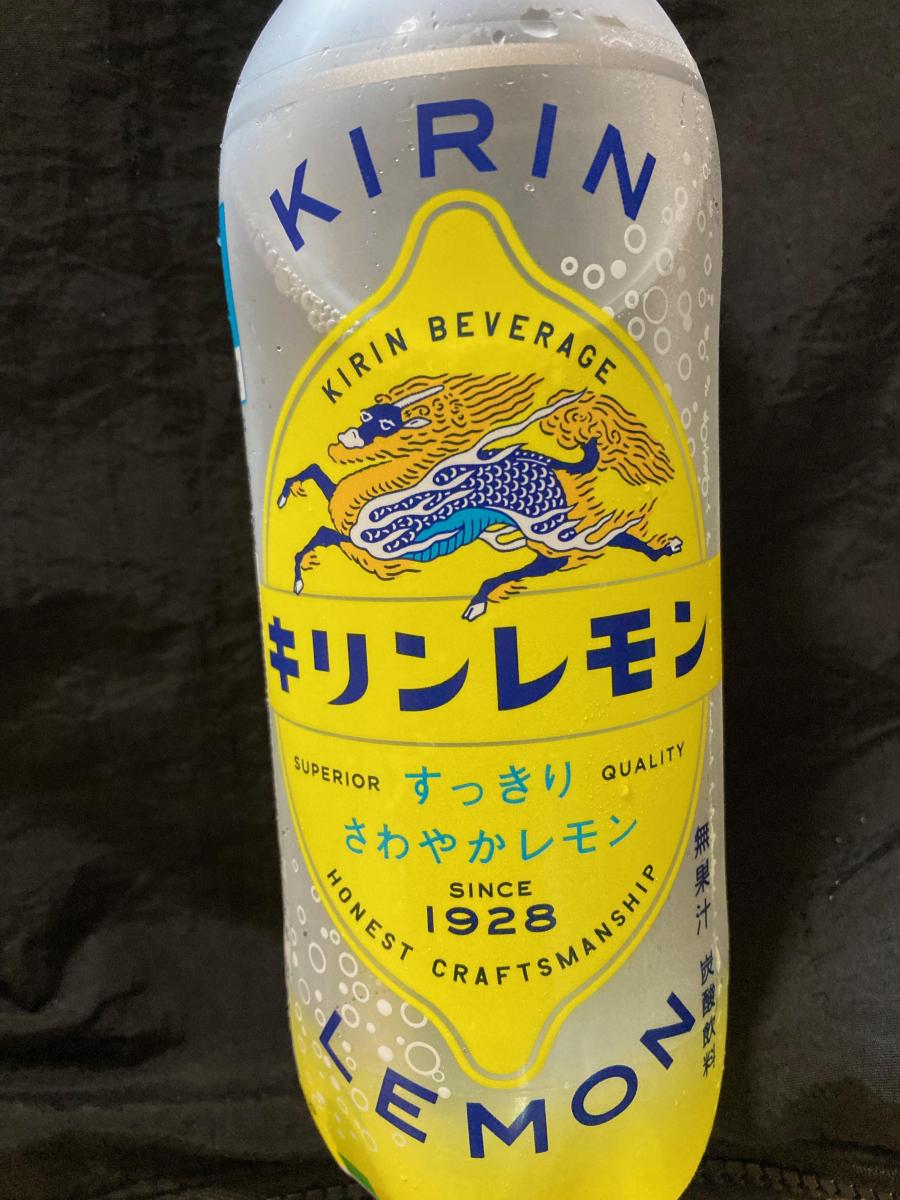 KIRIN
KIRIN BEVERAGE
キリンレモン
SUPERIOR すっきり QUALITY
さわやかレモン
SINCE
1928
HONEST CRAFTSMANSHIP
LEMON
無果汁 炭酸飲料